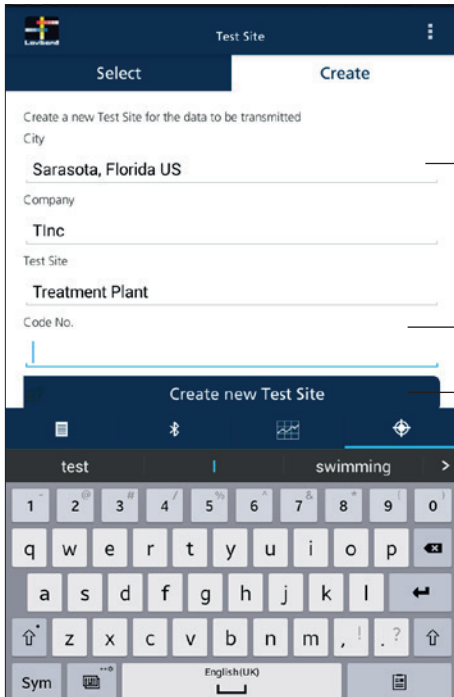 Lovibond
Test Site
Select
Create
Create a new Test Site for the data to be transmitted
City
Sarasota, Florida US
Company
TInc
Test Site
Treatment Plant
Code No.
Create new Test Site
test I swimming >
1 2 @ 3 # 4 / 5 % 6 ^ 7 & 8 * 9 ( 0 )
q w e r t y u i o p
a s d f g h j k l
z x c v b n m , ! . ?
Sym English(UK)